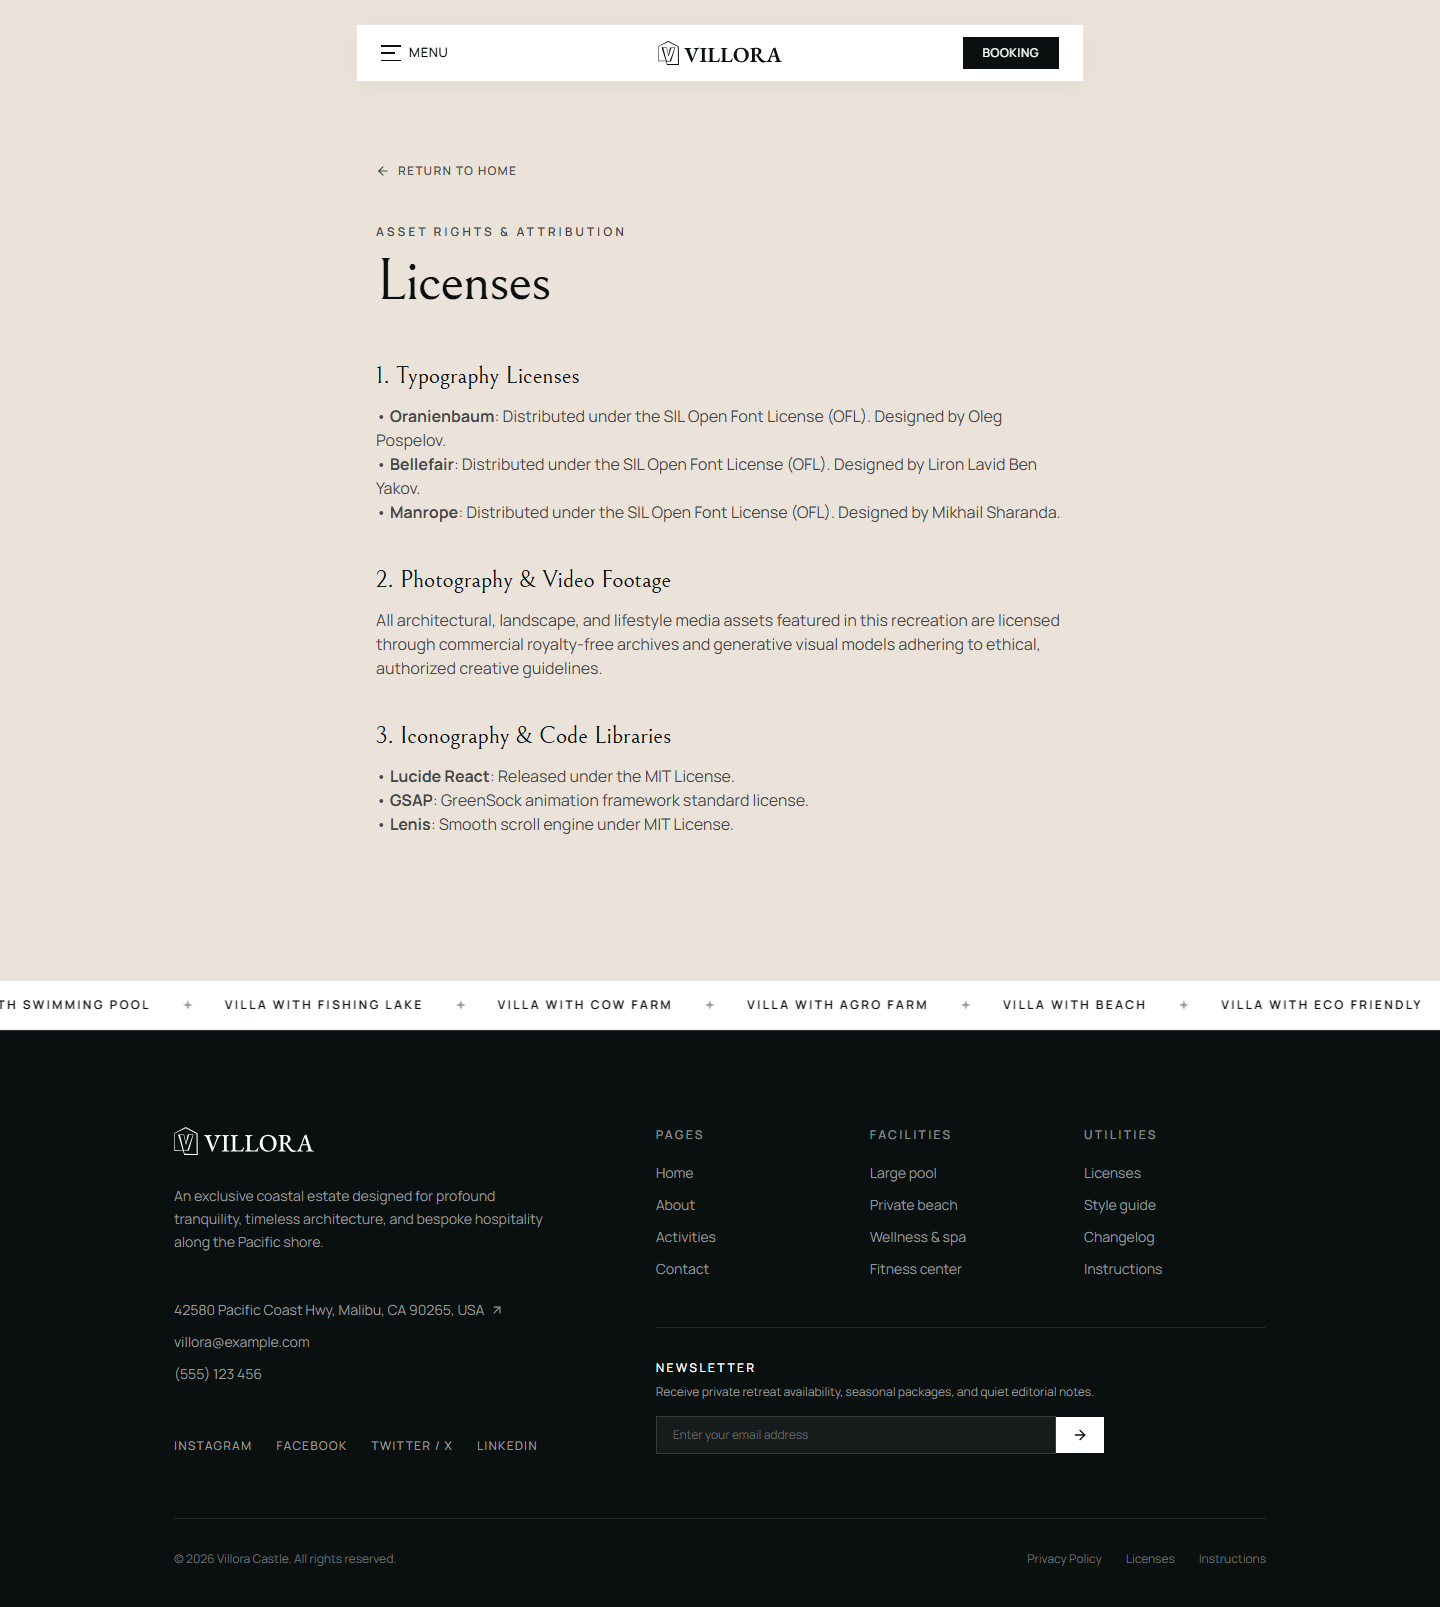 MENU
VILLORA
BOOKING
← RETURN TO HOME
ASSET RIGHTS & ATTRIBUTION
Licenses
1. Typography Licenses
• Oranienbaum: Distributed under the SIL Open Font License (OFL). Designed by Oleg
Pospelov.
• Bellefair: Distributed under the SIL Open Font License (OFL). Designed by Liron Lavid Ben
Yakov.
• Manrope: Distributed under the SIL Open Font License (OFL). Designed by Mikhail Sharanda.
2. Photography & Video Footage
All architectural, landscape, and lifestyle media assets featured in this recreation are licensed
through commercial royalty-free archives and generative visual models adhering to ethical,
authorized creative guidelines.
3. Iconography & Code Libraries
• Lucide React: Released under the MIT License.
• GSAP: GreenSock animation framework standard license.
• Lenis: Smooth scroll engine under MIT License.
TH SWIMMING POOL + VILLA WITH FISHING LAKE + VILLA WITH COW FARM + VILLA WITH AGRO FARM + VILLA WITH BEACH + VILLA WITH ECO FRIENDLY
VILLORA
An exclusive coastal estate designed for profound
tranquility, timeless architecture, and bespoke hospitality
along the Pacific shore.
42580 Pacific Coast Hwy, Malibu, CA 90265, USA ↗
villora@example.com
(555) 123 456
INSTAGRAM FACEBOOK TWITTER / X LINKEDIN
PAGES
Home
About
Activities
Contact
FACILITIES
Large pool
Private beach
Wellness & spa
Fitness center
UTILITIES
Licenses
Style guide
Changelog
Instructions
NEWSLETTER
Receive private retreat availability, seasonal packages, and quiet editorial notes.
Enter your email address →
© 2026 Villora Castle. All rights reserved.
Privacy Policy Licenses Instructions